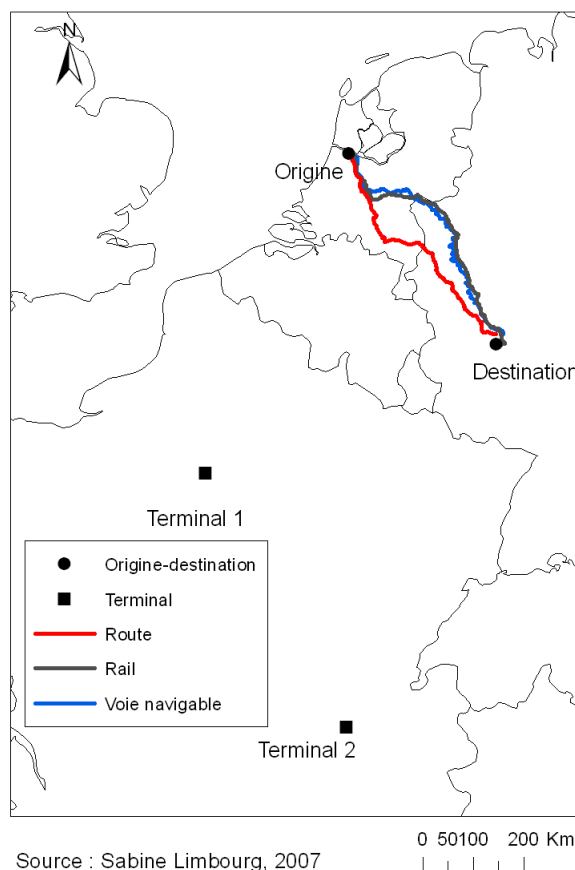 N
Origine
Destination
Terminal 1
Origine-destination
Terminal
Route
Rail
Voie navigable
Terminal 2
0 50100 200 Km
Source : Sabine Limbourg, 2007